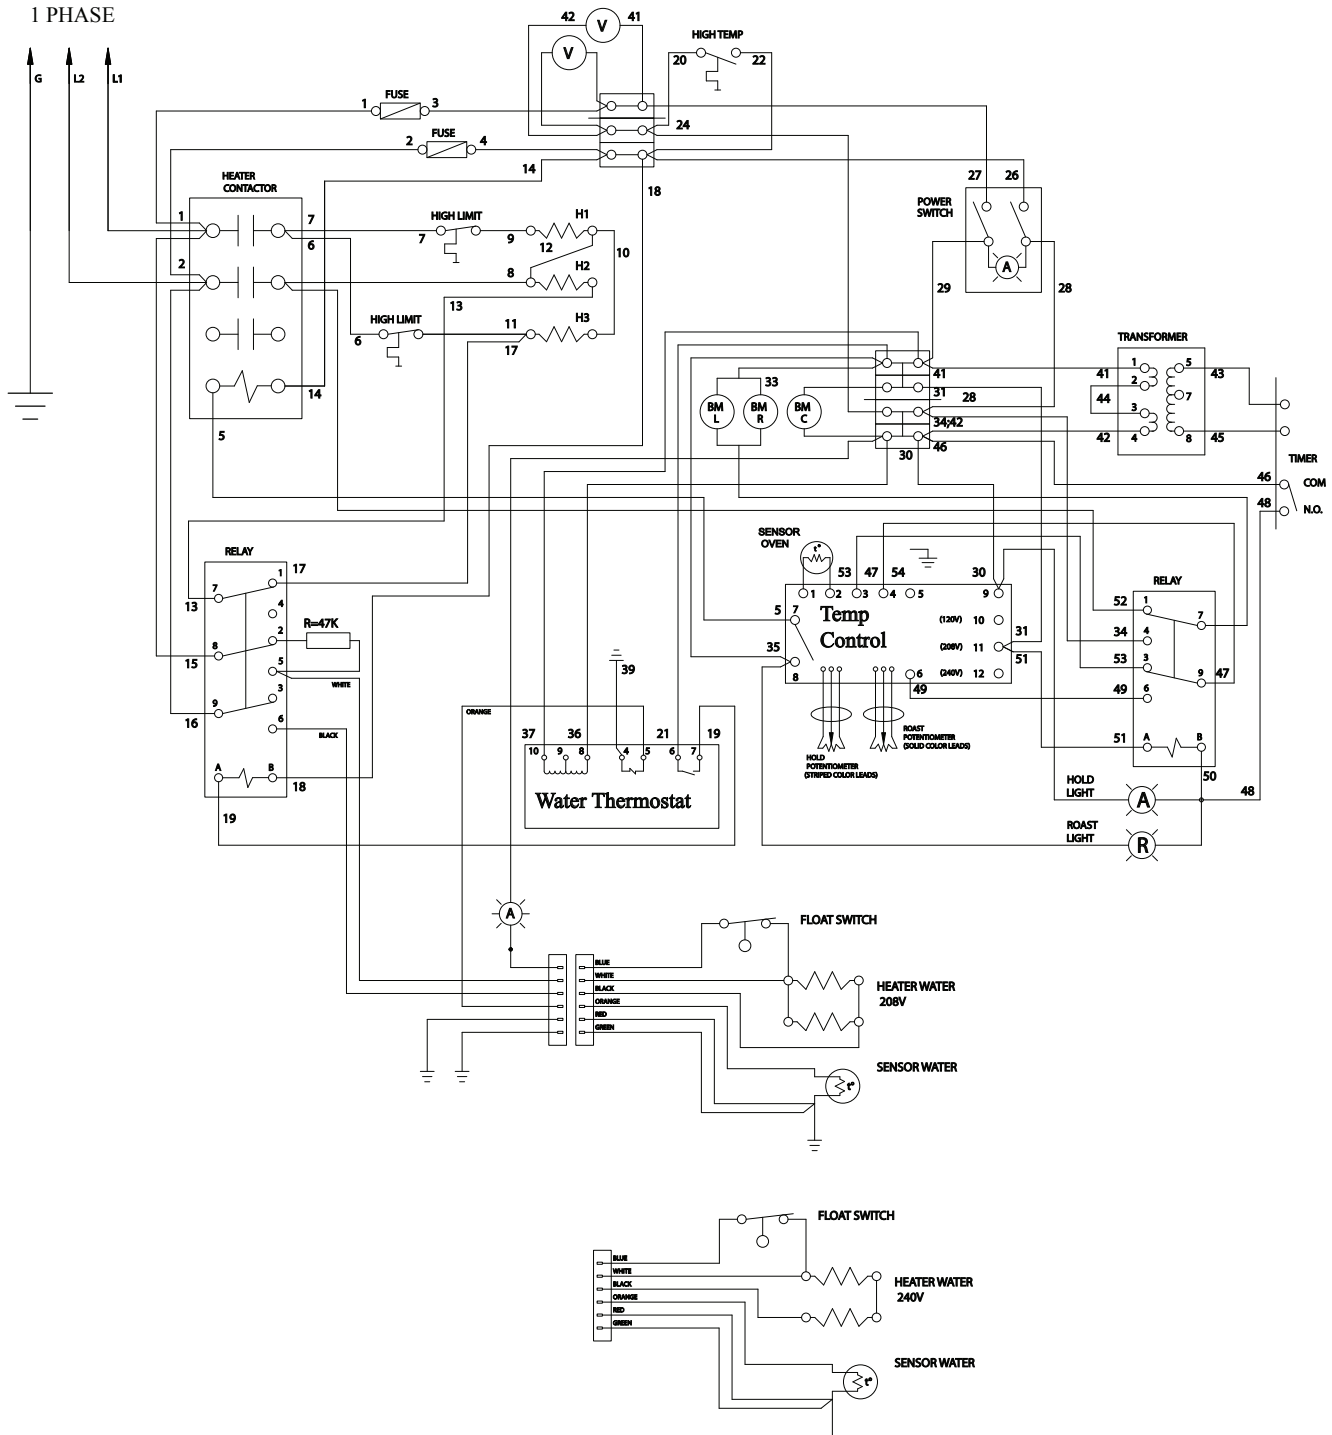 1 PHASE
42 41
V
V
HIGH TEMP
20 22
G L2 L1
FUSE
1 3
24
FUSE
2 4
14
18
27 26
HEATER
CONTACTOR
POWER
SWITCH
1 7
6
HIGH LIMIT
7 9 12 H1
10
2
8 H2
13
A
29 28
HIGH LIMIT
6 11 H3
17
14
5
TRANSFORMER
33
BM
L
BM
R
BM
C
41
31 28
34;42
46
30
41 1 5 43
2
44 7
3
42 4 8 45
TIMER
46 COM
48 N.O.
RELAY
17
1
7
13
4
2
R=47K
8
15
5
WHITE
3
9
16
6
BLACK
A B
18
19
SENSOR
OVEN
t°
53 47 54 30
1 2 3 4 5 9
5 7
Temp
Control
(120V) 10
31
(208V) 11
51
35
8
6
49
(240V) 12
HOLD
POTENTIOMETER
(STRIPED COLOR LEADS)
ROAST
POTENTIOMETER
(SOLID COLOR LEADS)
RELAY
52 1
7
34 4
53 3
9 47
49 6
51 A B
50
HOLD
LIGHT
A
48
ROAST
LIGHT
R
39
ORANGE
37 36 21 19
10 9 8 4 5 6 7
Water Thermostat
A
FLOAT SWITCH
BLUE
WHITE
BLACK
ORANGE
RED
GREEN
HEATER WATER
208V
SENSOR WATER
t°
FLOAT SWITCH
BLUE
WHITE
BLACK
ORANGE
RED
GREEN
HEATER WATER
240V
SENSOR WATER
t°